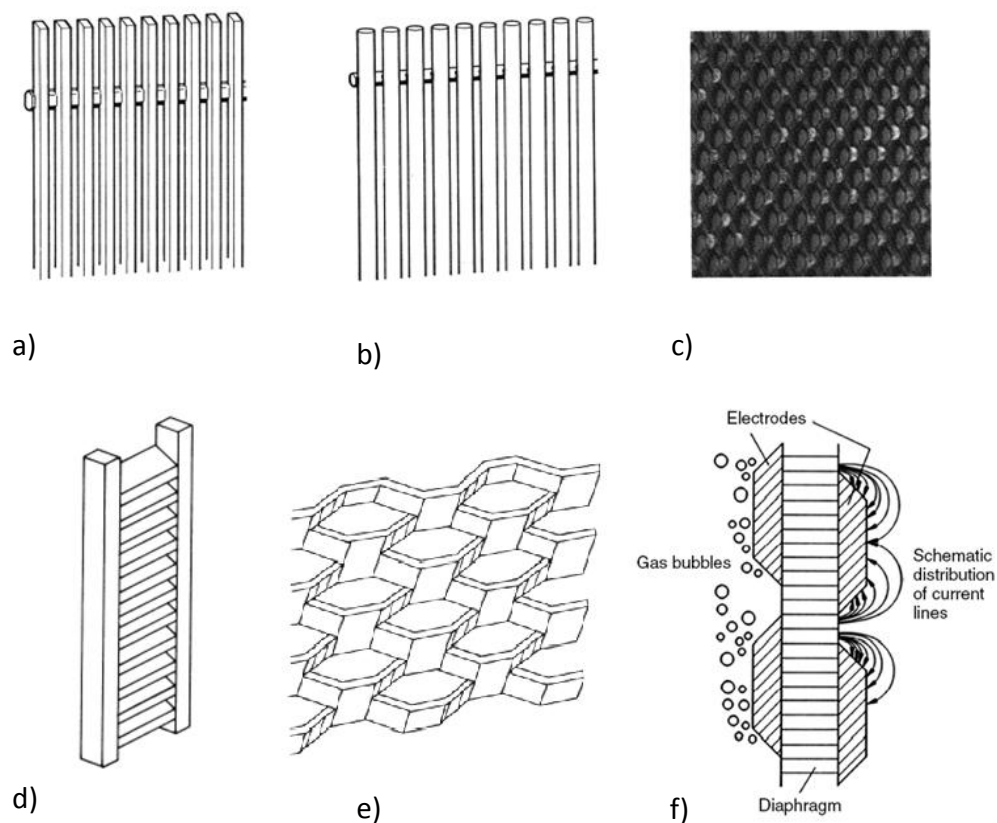 a)
b)
c)
Electrodes
Gas bubbles
Schematic
distribution
of current
lines
Diaphragm
d)
e)
f)